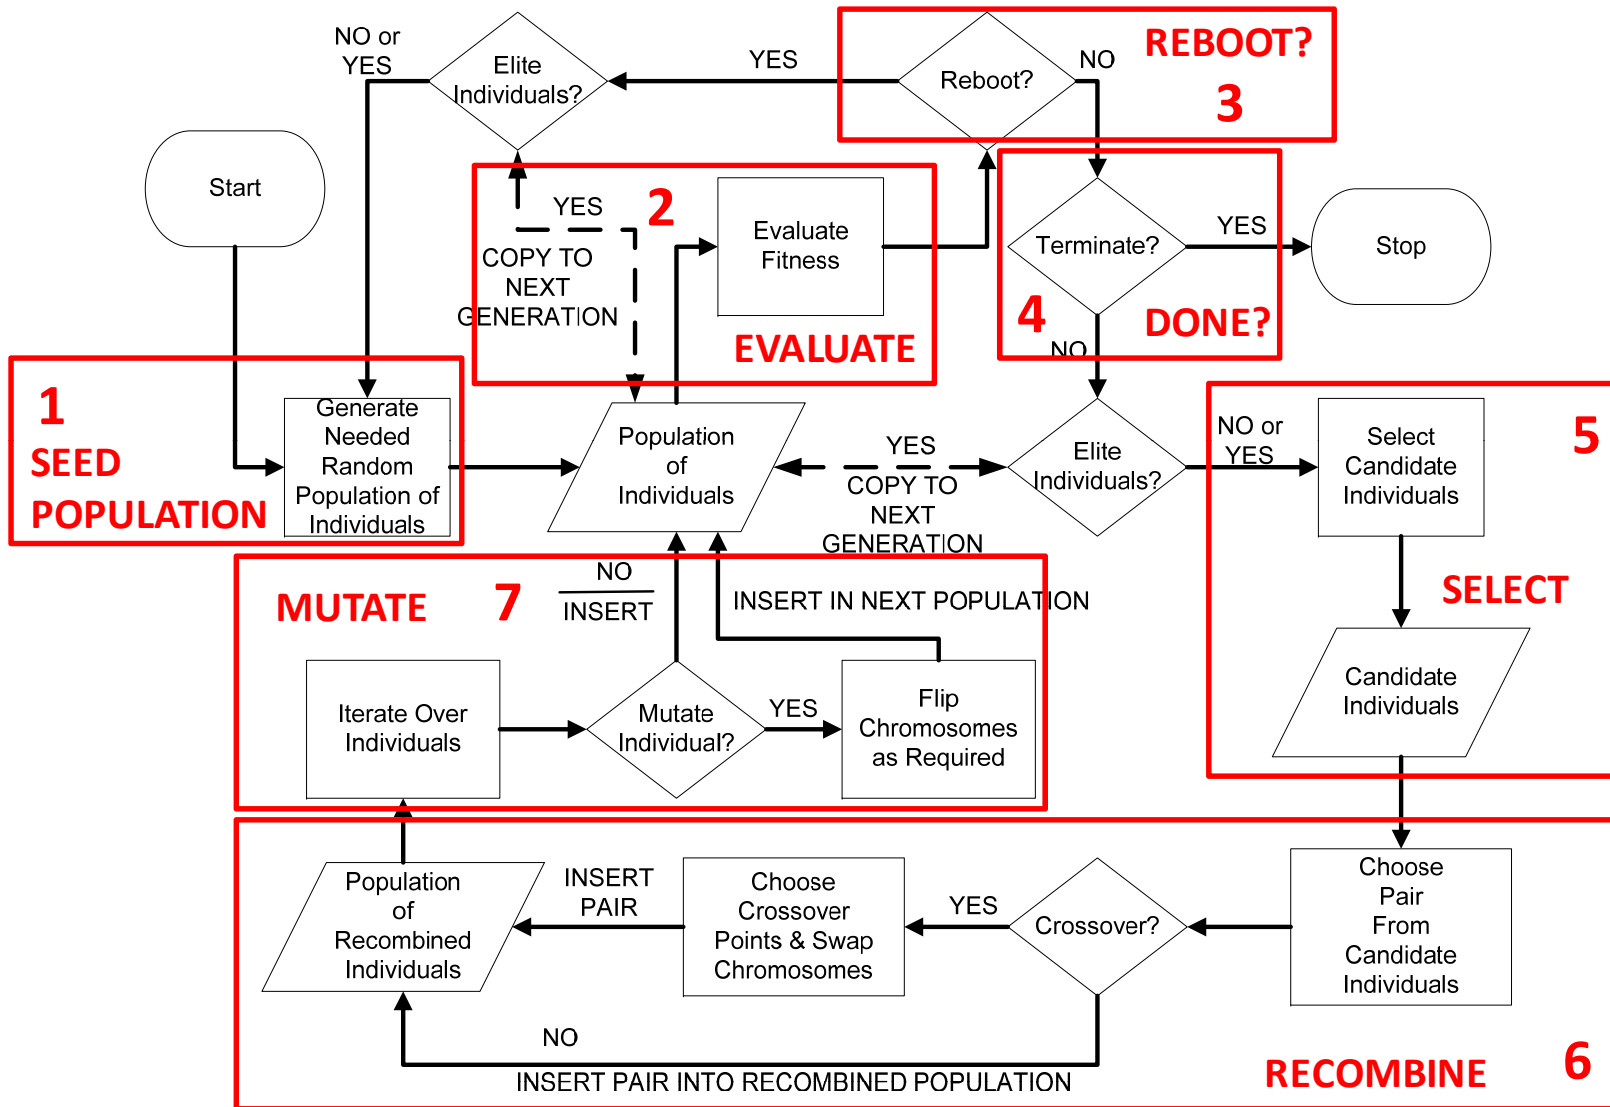 NO or
YES
Elite
Individuals?
YES
Reboot?
NO
REBOOT?
3
Start
YES
COPY TO
NEXT
GENERATION
2
Evaluate
Fitness
EVALUATE
Terminate?
YES
Stop
4
DONE?
NO
1
SEED
POPULATION
Generate
Needed
Random
Population of
Individuals
Population
of
Individuals
YES
COPY TO
NEXT
GENERATION
Elite
Individuals?
NO or
YES
Select
Candidate
Individuals
5
SELECT
Candidate
Individuals
MUTATE
7
NO
INSERT
INSERT IN NEXT POPULATION
Iterate Over
Individuals
Mutate
Individual?
YES
Flip
Chromosomes
as Required
Population
of
Recombined
Individuals
INSERT
PAIR
Choose
Crossover
Points & Swap
Chromosomes
YES
Crossover?
Choose
Pair
From
Candidate
Individuals
NO
INSERT PAIR INTO RECOMBINED POPULATION
RECOMBINE
6